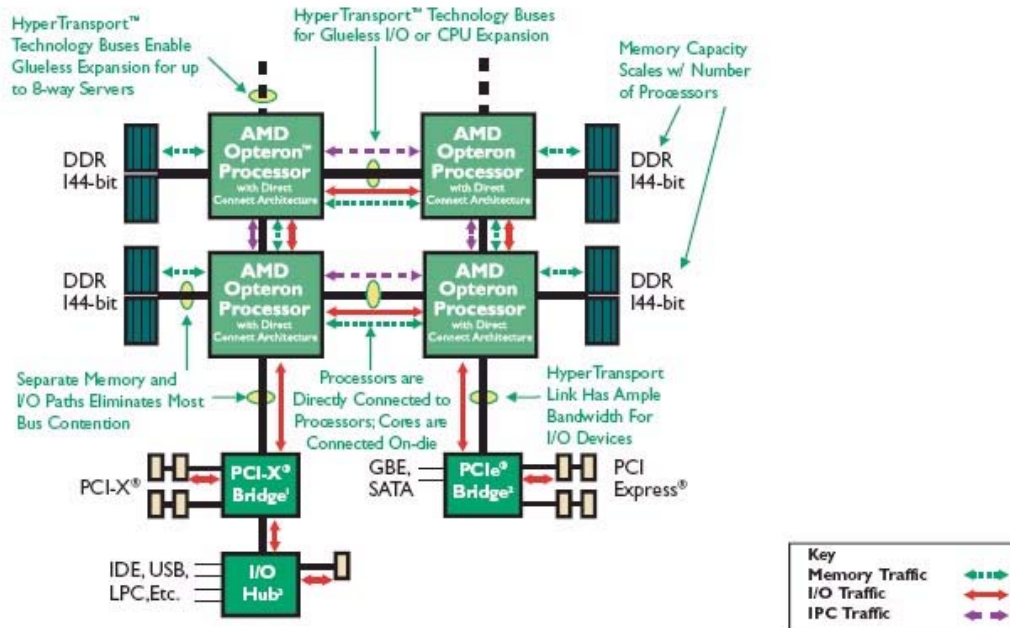 HyperTransport™
Technology Buses Enable
Glueless Expansion for up
to 8-way Servers
HyperTransport™ Technology Buses
for Glueless I/O or CPU Expansion
Memory Capacity
Scales w/ Number
of Processors
DDR
144-bit
AMD
Opteron™
Processor
with Direct
Connect Architecture
AMD
Opteron
Processor
with Direct
Connect Architecture
DDR
144-bit
DDR
144-bit
AMD
Opteron
Processor
with Direct
Connect Architecture
AMD
Opteron
Processor
with Direct
Connect Architecture
DDR
144-bit
Separate Memory and
I/O Paths Eliminates Most
Bus Contention
Processors are
Directly Connected to
Processors; Cores are
Connected On-die
HyperTransport
Link Has Ample
Bandwidth For
I/O Devices
PCI-X®
PCI-X®
Bridge¹
GBE,
SATA
PCIe®
Bridge²
PCI
Express®
IDE, USB,
LPC,Etc.
I/O
Hub³
Key
Memory Traffic
I/O Traffic
IPC Traffic